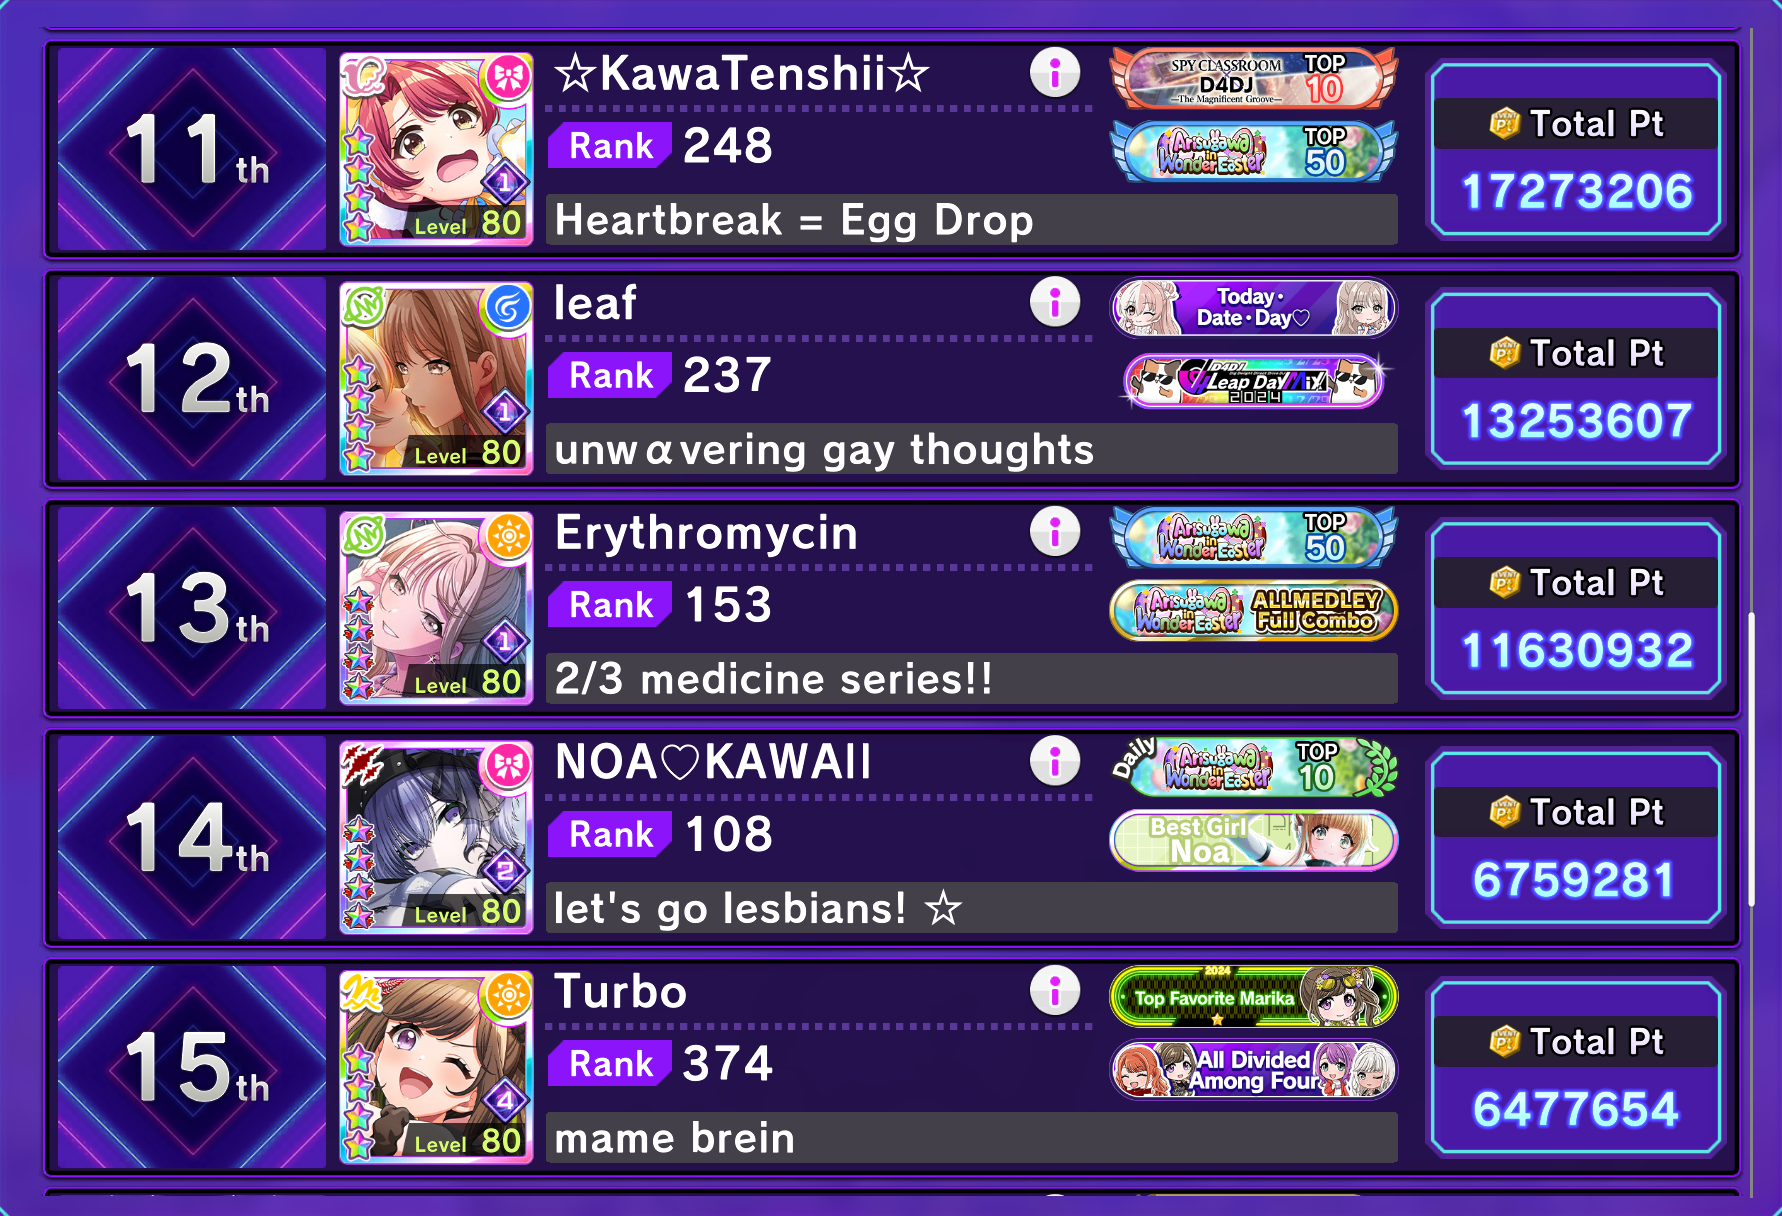 11th
☆KawaTenshii☆
Rank 248
Heartbreak = Egg Drop
Level 80
1
SPY CLASSROOM
D4DJ
—The Magnificent Groove—
TOP
10
Arisugawa
in
Wonder Easter
TOP
50
Total Pt
17273206
12th
leaf
Rank 237
unwαvering gay thoughts
Level 80
1
Today・
Date・Day♡
D4DJ
Leap Day Mix
2024
Total Pt
13253607
13th
Erythromycin
Rank 153
2/3 medicine series!!
Level 80
1
Arisugawa
in
Wonder Easter
TOP
50
Arisugawa
in
Wonder Easter
ALLMEDLEY
Full Combo
Total Pt
11630932
14th
NOA♡KAWAII
Rank 108
let's go lesbians! ☆
Level 80
2
Daily
Arisugawa
in
Wonder Easter
TOP
10
Best Girl
Noa
Total Pt
6759281
15th
Turbo
Rank 374
mame brein
Level 80
4
2024
Top Favorite Marika
All Divided
Among Four
Total Pt
6477654